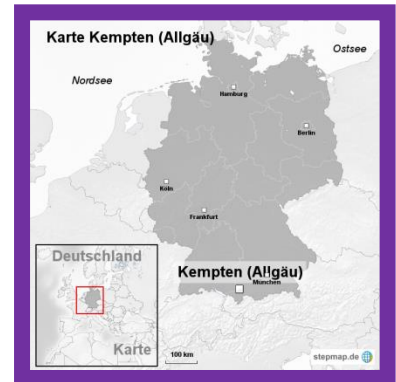 Karte Kempten (Allgäu)
Ostsee
Nordsee
Hamburg
Berlin
Köln
Frankfurt
Deutschland
Kempten (Allgäu)
München
Karte
100 km
stepmap.de